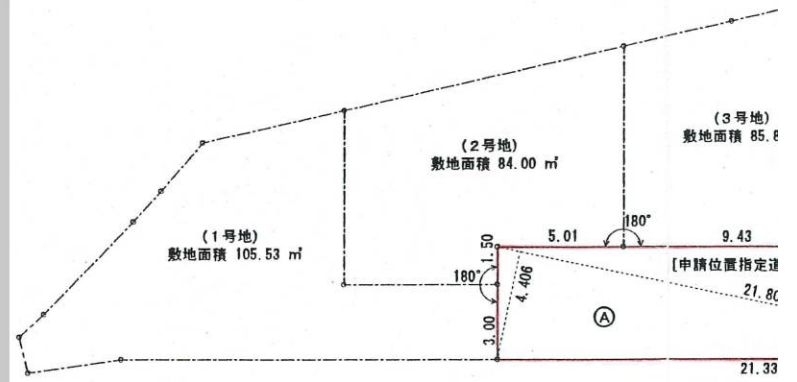 (3号地)
敷地面積 85.8
(2号地)
敷地面積 84.00 ㎡
(1号地)
敷地面積 105.53 ㎡
180°
5.01
9.43
1.50
[申請位置指定道
180°
4.406
21.80
3.00
Ⓐ
21.33